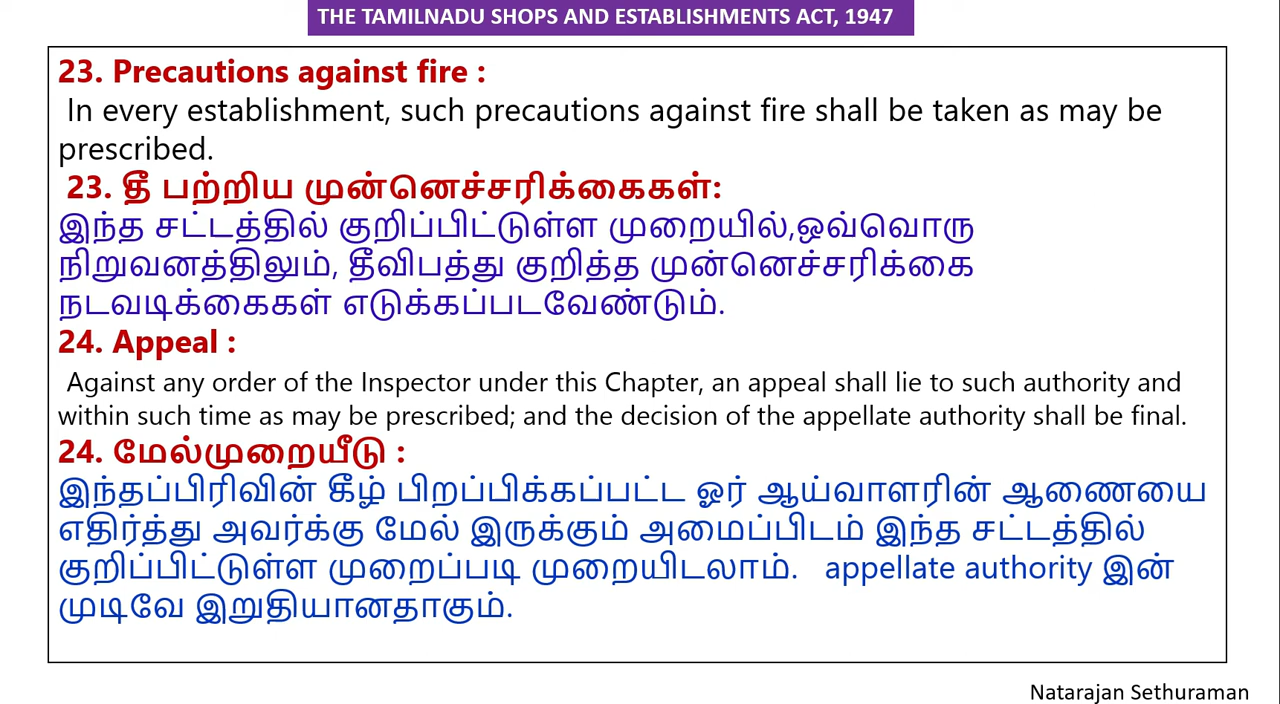 THE TAMILNADU SHOPS AND ESTABLISHMENTS ACT, 1947
23. Precautions against fire :
In every establishment, such precautions against fire shall be taken as may be
prescribed.
23. தீ பற்றிய முன்னெச்சரிக்கைகள்:
இந்த சட்டத்தில் குறிப்பிட்டுள்ள முறையில்,ஒவ்வொரு
நிறுவனத்திலும், தீவிபத்து குறித்த முன்னெச்சரிக்கை
நடவடிக்கைகள் எடுக்கப்படவேண்டும்.
24. Appeal :
Against any order of the Inspector under this Chapter, an appeal shall lie to such authority and
within such time as may be prescribed; and the decision of the appellate authority shall be final.
24. மேல்முறையீடு :
இந்தப்பிரிவின் கீழ் பிறப்பிக்கப்பட்ட ஓர் ஆய்வாளரின் ஆணையை
எதிர்த்து அவர்க்கு மேல் இருக்கும் அமைப்பிடம் இந்த சட்டத்தில்
குறிப்பிட்டுள்ள முறைப்படி முறையிடலாம். appellate authority இன்
முடிவே இறுதியானதாகும்.
Natarajan Sethuraman